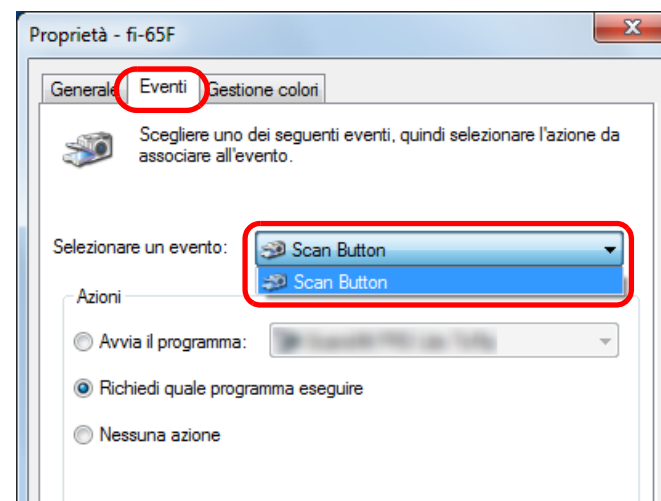 Proprietà - fi-65F
Generale Eventi Gestione colori
Scegliere uno dei seguenti eventi, quindi selezionare l'azione da
associare all'evento.
Selezionare un evento: Scan Button
Scan Button
Azioni
Avvia il programma:
Richiedi quale programma eseguire
Nessuna azione